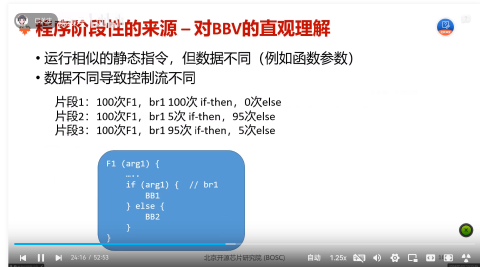 程序阶段性的来源 – 对BBV的直观理解
• 运行相似的静态指令，但数据不同（例如函数参数）
• 数据不同导致控制流不同
片段1：100次F1，br1 100次 if-then，0次else
片段2：100次F1，br1 5次 if-then，95次else
片段3：100次F1，br1 95次 if-then，5次else
F1 (arg1) {
…..
if (arg1) { // br1
BB1
} else {
BB2
}
}
24:16 / 52:53
北京开源芯片研究院 (BOSC)
自动 1.25x